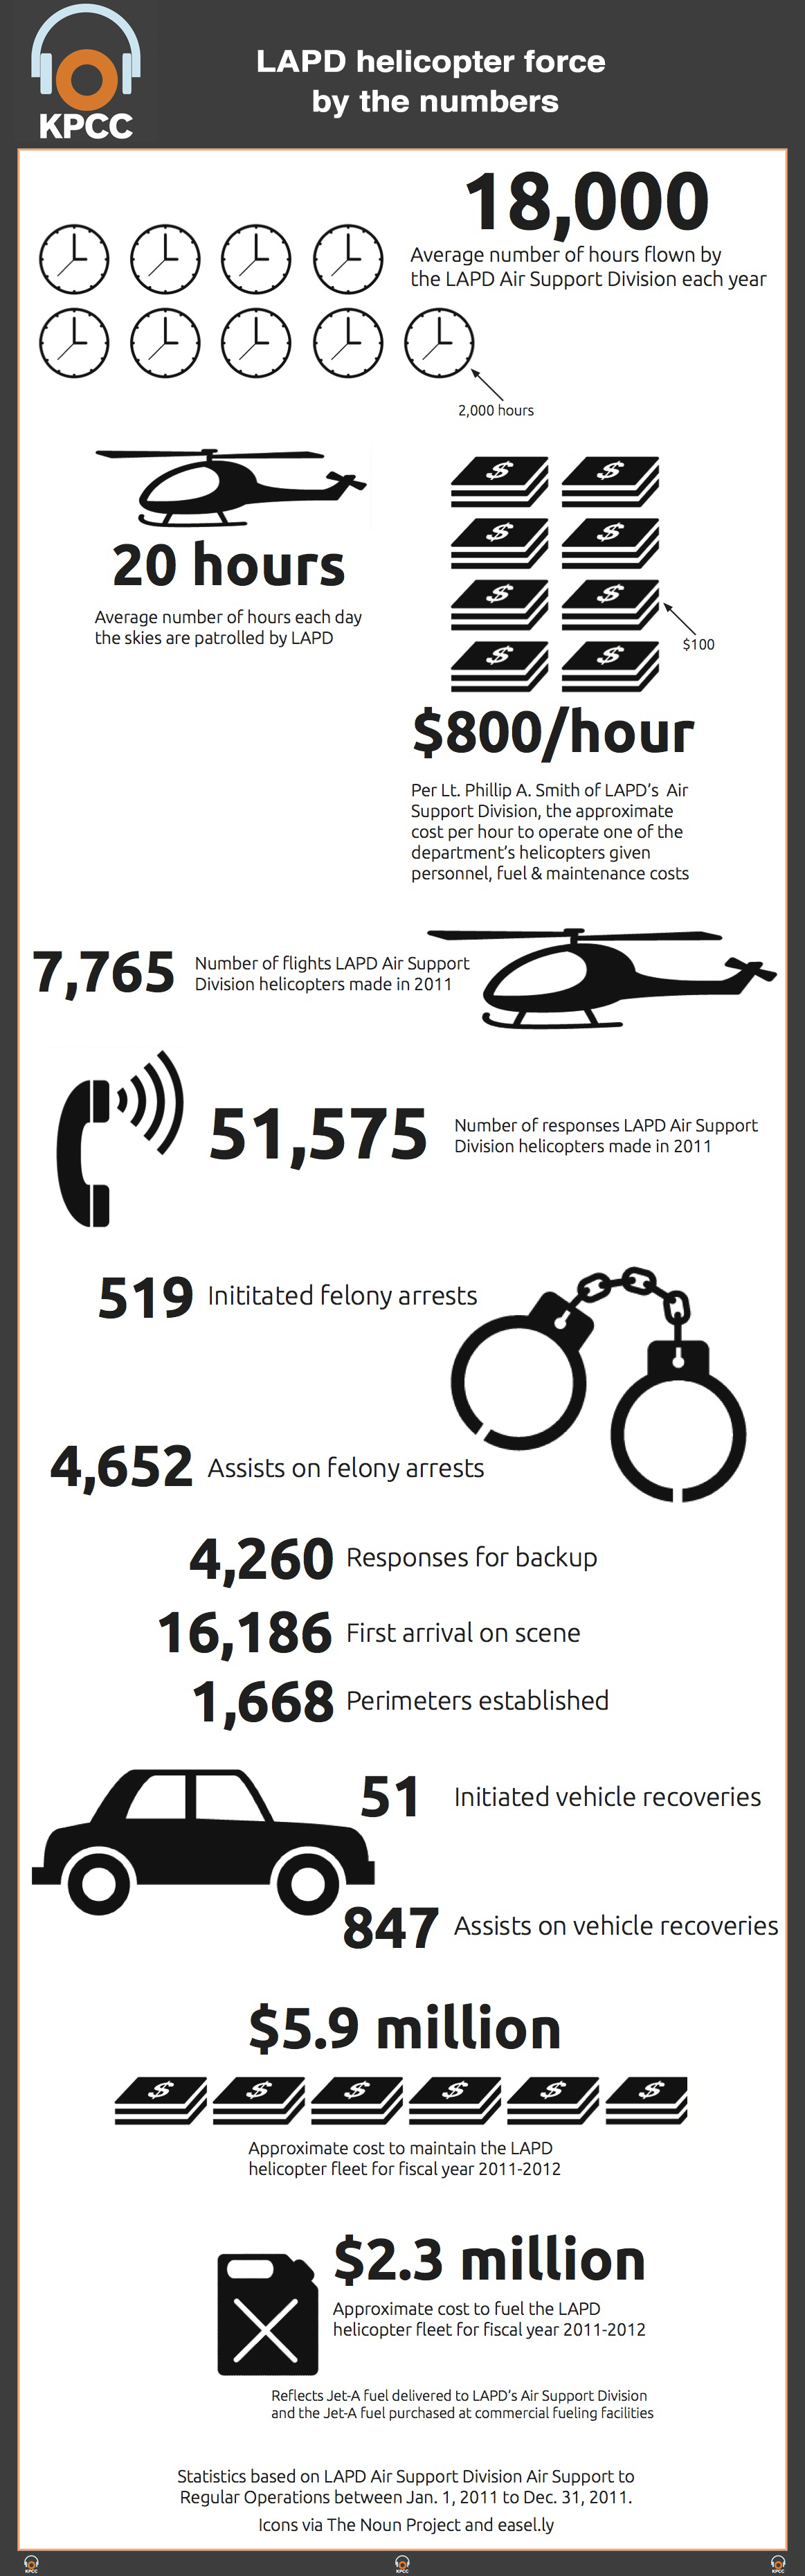 KPCC
LAPD helicopter force
by the numbers
18,000
Average number of hours flown by
the LAPD Air Support Division each year
2,000 hours
20 hours
Average number of hours each day
the skies are patrolled by LAPD
$ $
$ $
$ $
$ $
$100
$800/hour
Per Lt. Phillip A. Smith of LAPD's Air
Support Division, the approximate
cost per hour to operate one of the
department's helicopters given
personnel, fuel & maintenance costs
7,765
Number of flights LAPD Air Support
Division helicopters made in 2011
51,575
Number of responses LAPD Air Support
Division helicopters made in 2011
519 Inititated felony arrests
4,652 Assists on felony arrests
4,260 Responses for backup
16,186 First arrival on scene
1,668 Perimeters established
51 Initiated vehicle recoveries
847 Assists on vehicle recoveries
$5.9 million
$ $ $ $ $ $
Approximate cost to maintain the LAPD
helicopter fleet for fiscal year 2011-2012
$2.3 million
Approximate cost to fuel the LAPD
helicopter fleet for fiscal year 2011-2012
Reflects Jet-A fuel delivered to LAPD's Air Support Division
and the Jet-A fuel purchased at commercial fueling facilities
Statistics based on LAPD Air Support Division Air Support to
Regular Operations between Jan. 1, 2011 to Dec. 31, 2011.
Icons via The Noun Project and easel.ly
KPCC KPCC KPCC